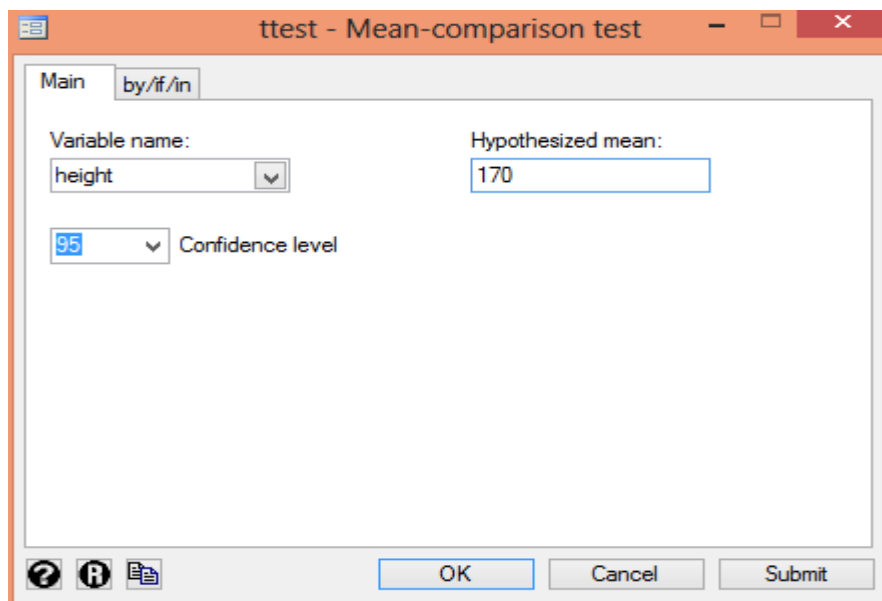 ttest - Mean-comparison test
Main by/if/in
Variable name: Hypothesized mean:
height 170
95 Confidence level
? R OK Cancel Submit